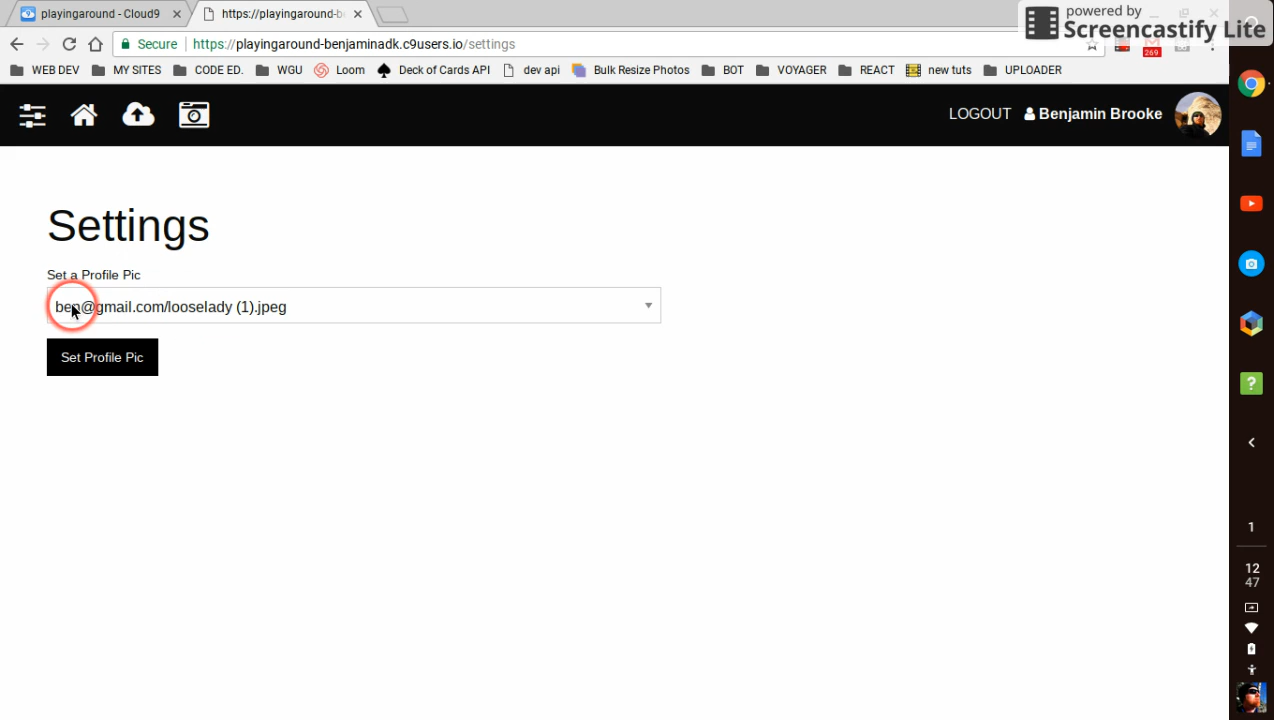 playingaround - Cloud9
https://playingaround-be
powered by
Screencastify Lite
Secure
https://playingaround-benjaminadk.c9users.io/settings
269
WEB DEV
MY SITES
CODE ED.
WGU
Loom
Deck of Cards API
dev api
Bulk Resize Photos
BOT
VOYAGER
REACT
new tuts
UPLOADER
LOGOUT
Benjamin Brooke
Settings
Set a Profile Pic
ben@gmail.com/looselady (1).jpeg
Set Profile Pic
?
1
12
47